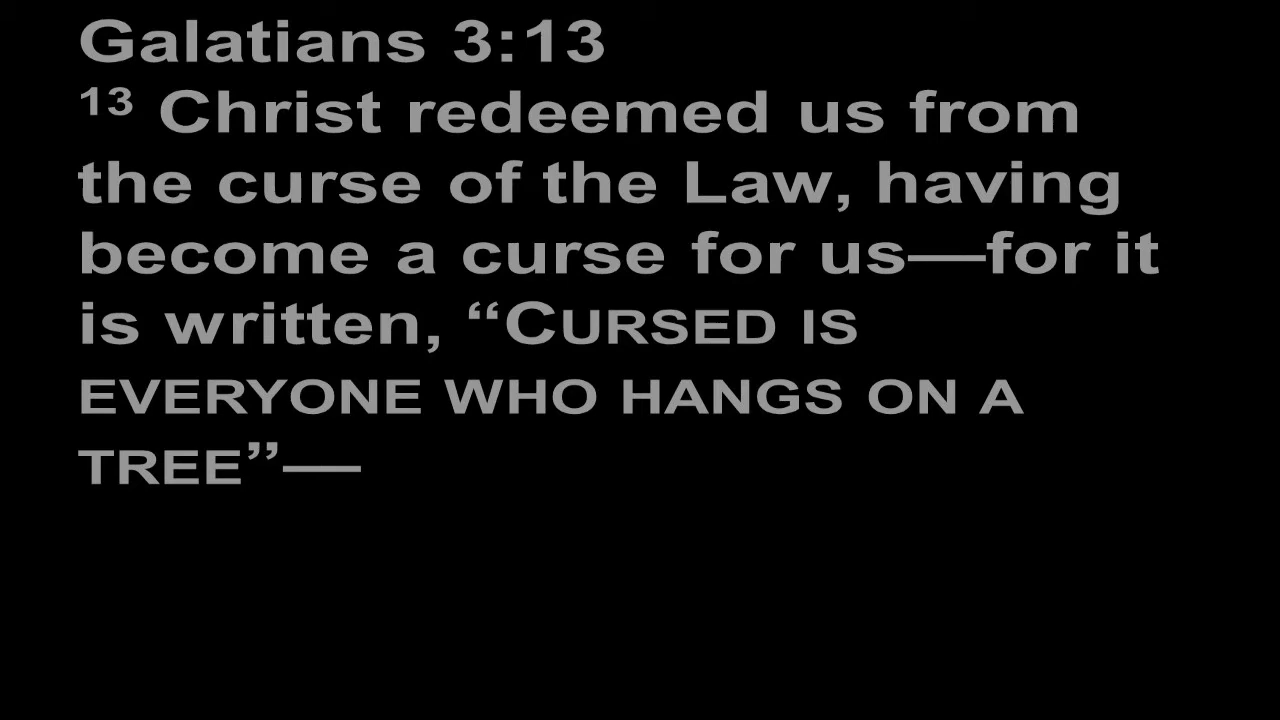 Galatians 3:13
13 Christ redeemed us from
the curse of the Law, having
become a curse for us—for it
is written, “CURSED IS
EVERYONE WHO HANGS ON A
TREE”—